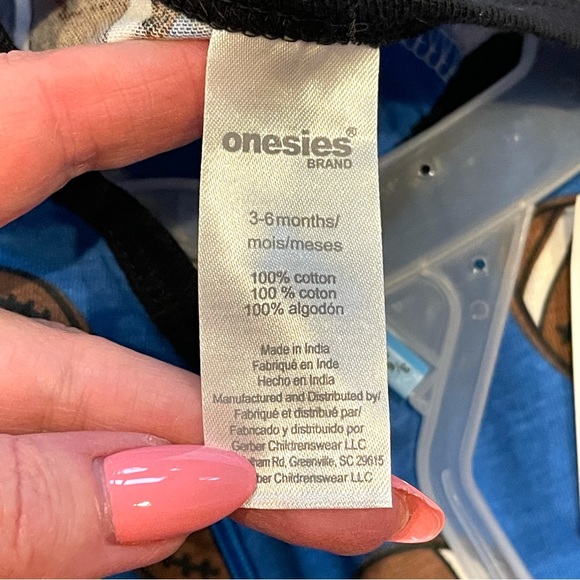 onesies®
BRAND
3-6 months/
mois/meses
100% cotton
100 % coton
100% algodón
Made in India
Fabriqué en Inde
Hecho en India
Manufactured and Distributed by/
Fabriqué et distribué par/
Fabricado y distribuido por
Gerber Childrenswear LLC
Rd, Greenville, SC 29615
Childrenswear LLC